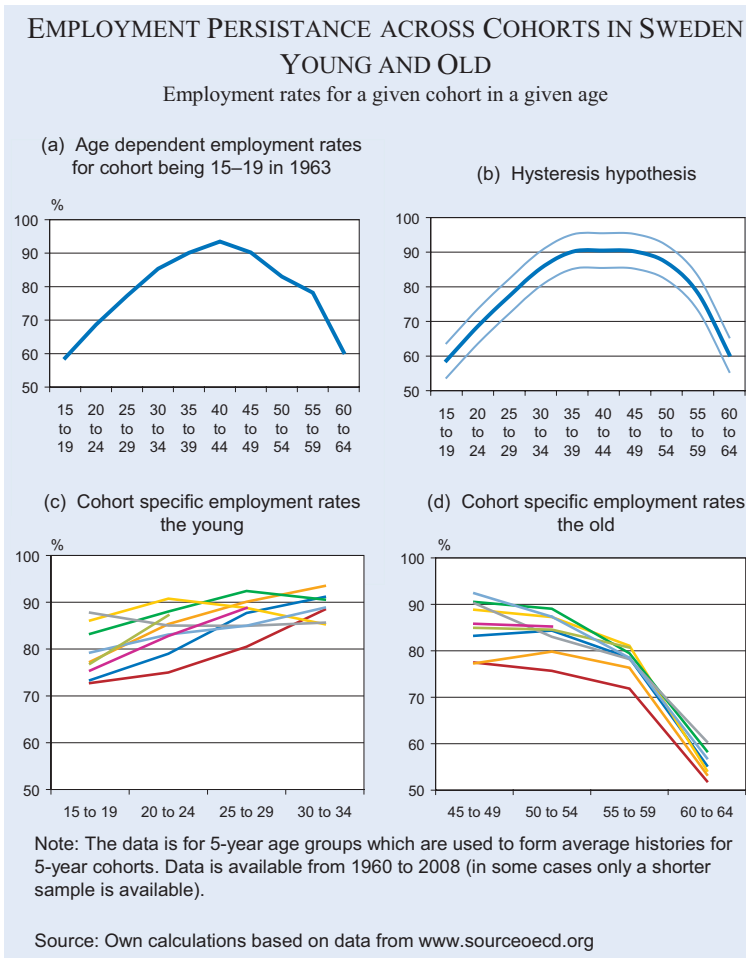 EMPLOYMENT PERSISTANCE ACROSS COHORTS IN SWEDEN
YOUNG AND OLD
Employment rates for a given cohort in a given age
(a) Age dependent employment rates
for cohort being 15–19 in 1963
%
100
90
80
70
60
50
15 to 19
20 to 24
25 to 29
30 to 34
35 to 39
40 to 44
45 to 49
50 to 54
55 to 59
60 to 64
(b) Hysteresis hypothesis
100
90
80
70
60
50
15 to 19
20 to 24
25 to 29
30 to 34
35 to 39
40 to 44
45 to 49
50 to 54
55 to 59
60 to 64
(c) Cohort specific employment rates
the young
%
100
90
80
70
60
50
15 to 19 20 to 24 25 to 29 30 to 34
(d) Cohort specific employment rates
the old
%
100
90
80
70
60
50
45 to 49 50 to 54 55 to 59 60 to 64
Note: The data is for 5-year age groups which are used to form average histories for
5-year cohorts. Data is available from 1960 to 2008 (in some cases only a shorter
sample is available).
Source: Own calculations based on data from www.sourceoecd.org